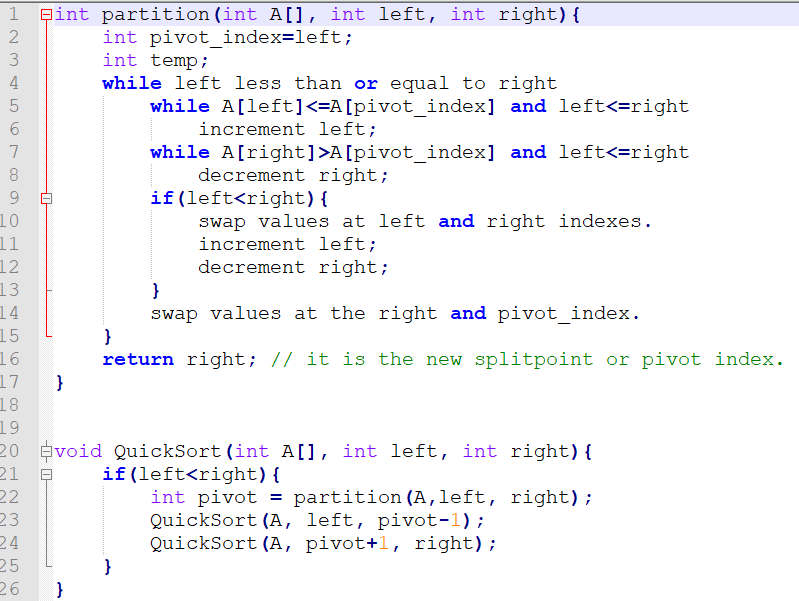 1 int partition(int A[], int left, int right){
2 int pivot_index=left;
3 int temp;
4 while left less than or equal to right
5 while A[left]<=A[pivot_index] and left<=right
6 increment left;
7 while A[right]>A[pivot_index] and left<=right
8 decrement right;
9 if(left<right){
10 swap values at left and right indexes.
11 increment left;
12 decrement right;
13 }
14 swap values at the right and pivot_index.
15 }
16 return right; // it is the new splitpoint or pivot index.
17 }
18
19
20 void QuickSort(int A[], int left, int right){
21 if(left<right){
22 int pivot = partition(A,left, right);
23 QuickSort(A, left, pivot-1);
24 QuickSort(A, pivot+1, right);
25 }
26 }